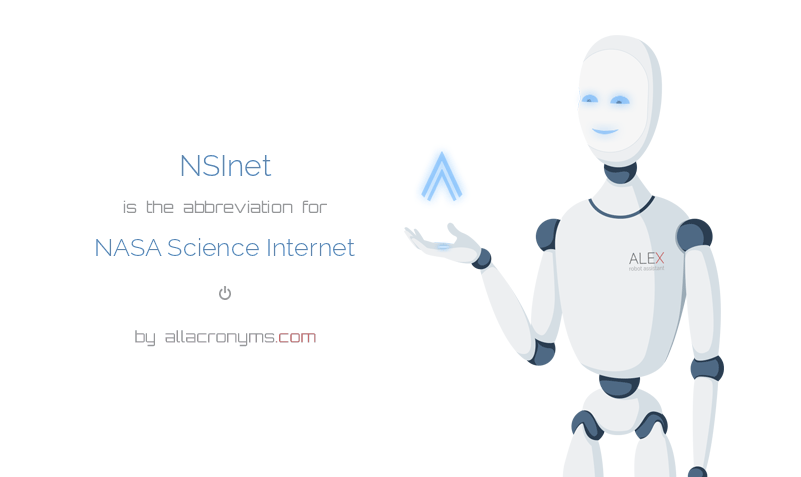 NSInet
is the abbreviation for
NASA Science Internet
by allacronyms.com
ALEX
robot assistant